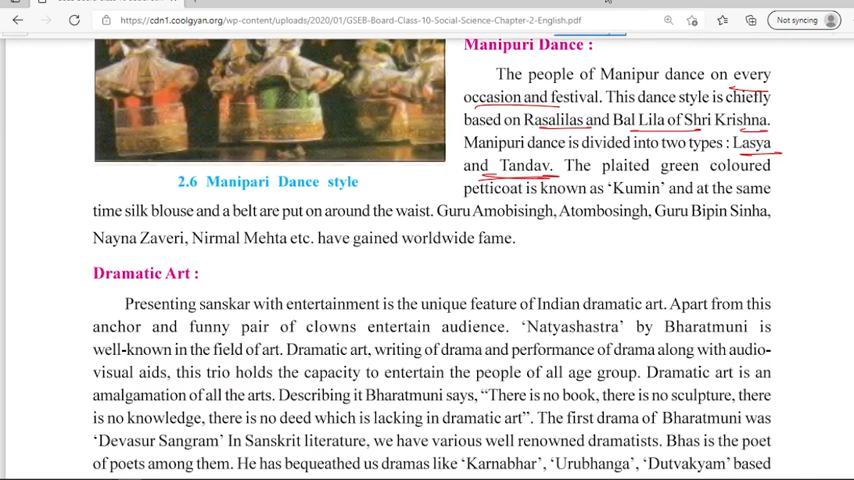 https://cdn1.coolgyan.org/wp-content/uploads/2020/01/GSEB-Board-Class-10-Social-Science-Chapter-2-English.pdf
Not syncing
Manipuri Dance :
The people of Manipur dance on every
occasion and festival. This dance style is chiefly
based on Rasalilas and Bal Lila of Shri Krishna.
Manipuri dance is divided into two types : Lasya
and Tandav. The plaited green coloured
2.6 Manipari Dance style
petticoat is known as ‘Kumin’ and at the same
time silk blouse and a belt are put on around the waist. Guru Amobisingh, Atombosingh, Guru Bipin Sinha,
Nayna Zaveri, Nirmal Mehta etc. have gained worldwide fame.
Dramatic Art :
Presenting sanskar with entertainment is the unique feature of Indian dramatic art. Apart from this
anchor and funny pair of clowns entertain audience. ‘Natyashastra’ by Bharatmuni is
well-known in the field of art. Dramatic art, writing of drama and performance of drama along with audio-
visual aids, this trio holds the capacity to entertain the people of all age group. Dramatic art is an
amalgamation of all the arts. Describing it Bharatmuni says, “There is no book, there is no sculpture, there
is no knowledge, there is no deed which is lacking in dramatic art”. The first drama of Bharatmuni was
‘Devasur Sangram’ In Sanskrit literature, we have various well renowned dramatists. Bhas is the poet
of poets among them. He has bequeathed us dramas like ‘Karnabhar’, ‘Urubhanga’, ‘Dutvakyam’ based